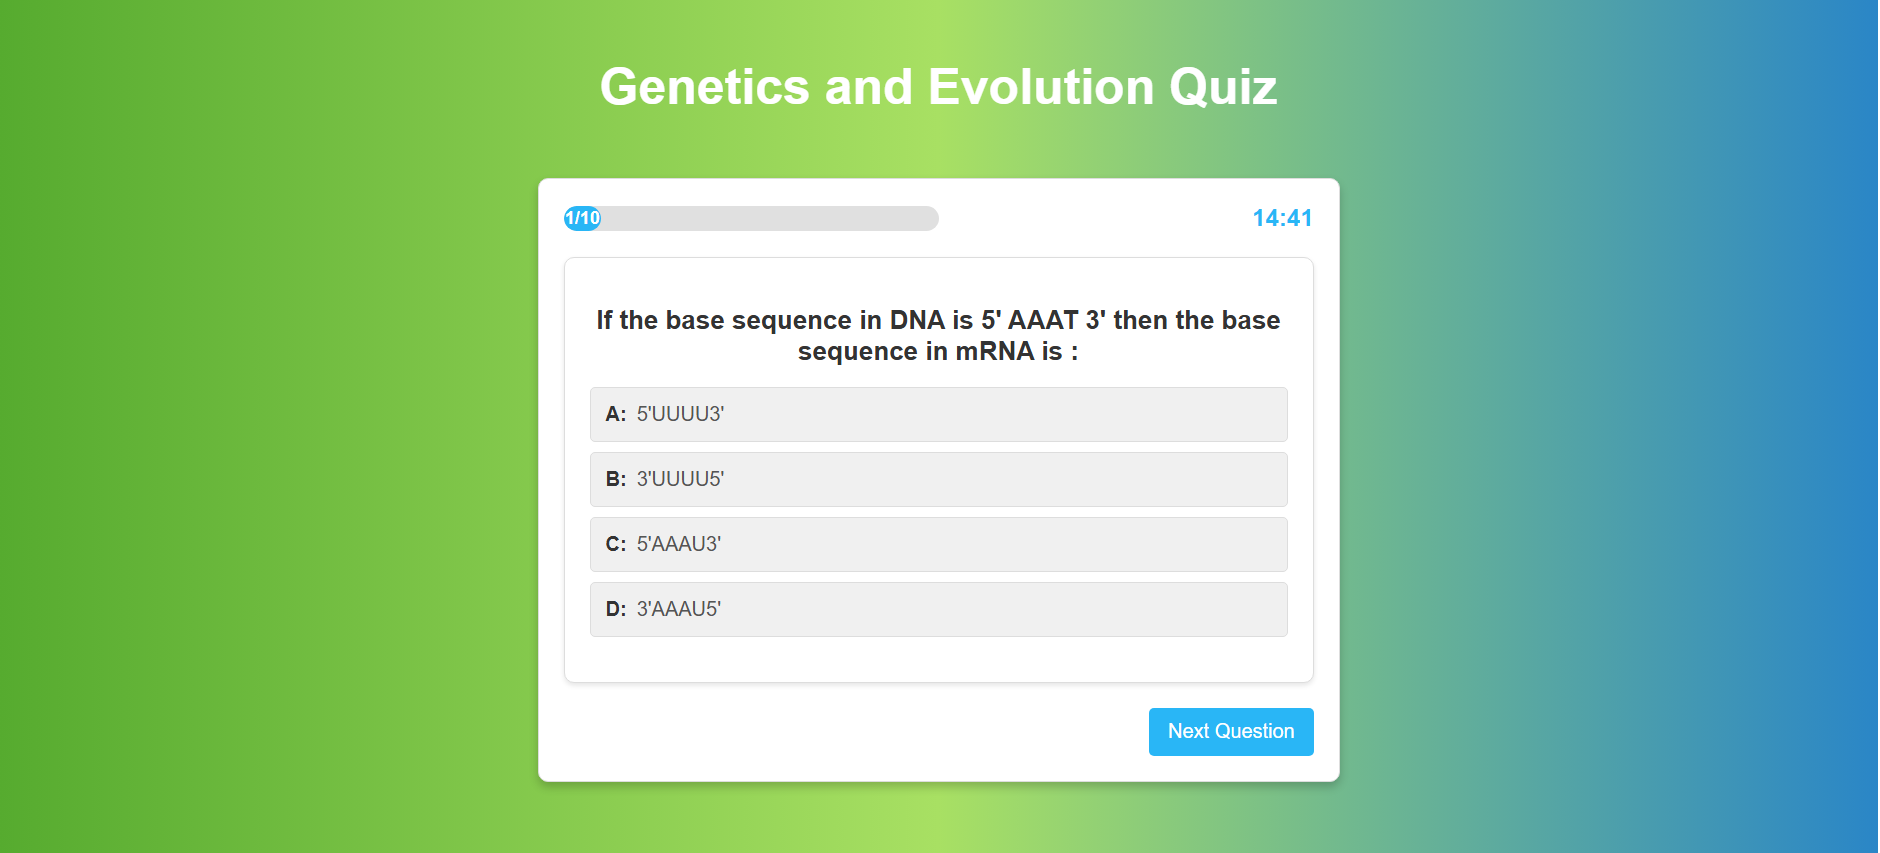 Genetics and Evolution Quiz
1/10
14:41
If the base sequence in DNA is 5' AAAT 3' then the base
sequence in mRNA is :
A: 5'UUUU3'
B: 3'UUUU5'
C: 5'AAAU3'
D: 3'AAAU5'
Next Question